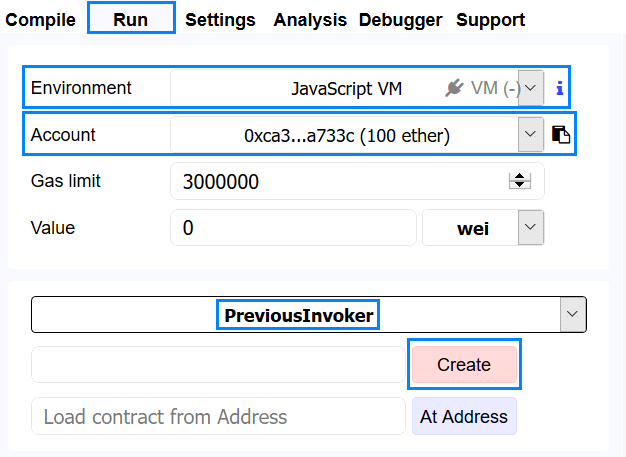 Compile Run Settings Analysis Debugger Support
Environment JavaScript VM VM (-) i
Account 0xca3...a733c (100 ether)
Gas limit 3000000
Value 0 wei
PreviousInvoker
Create
Load contract from Address At Address